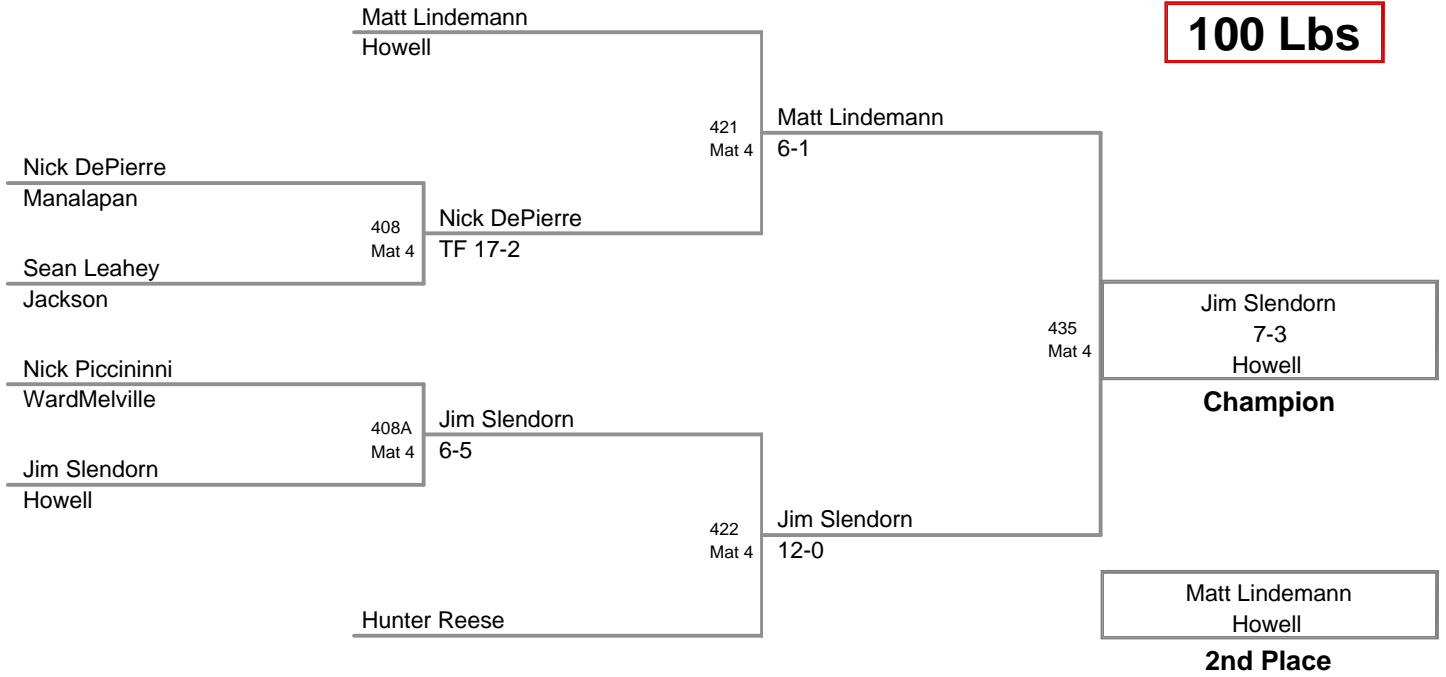 Matt Lindemann
Howell
100 Lbs
421
Mat 4
Matt Lindemann
6-1
Nick DePierre
Manalapan
408
Mat 4
Nick DePierre
TF 17-2
Sean Leahey
Jackson
435
Mat 4
Jim Slendorn
7-3
Howell
Champion
Nick Piccininni
WardMelville
408A
Mat 4
Jim Slendorn
6-5
Jim Slendorn
Howell
422
Mat 4
Jim Slendorn
12-0
Hunter Reese
Matt Lindemann
Howell
2nd Place